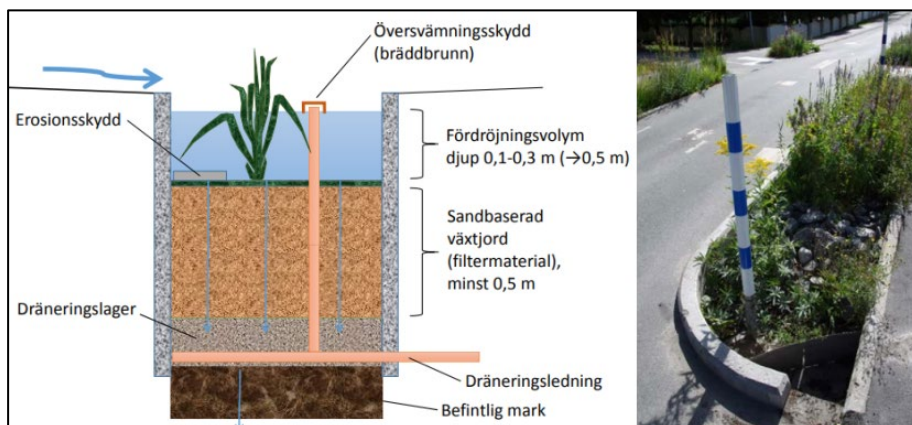 Översvämningsskydd
(bräddbrunn)
Erosionsskydd
Fördröjningsvolym
djup 0,1-0,3 m (→0,5 m)
Sandbaserad
växtjord
(filtermaterial),
minst 0,5 m
Dräneringslager
Dräneringsledning
Befintlig mark